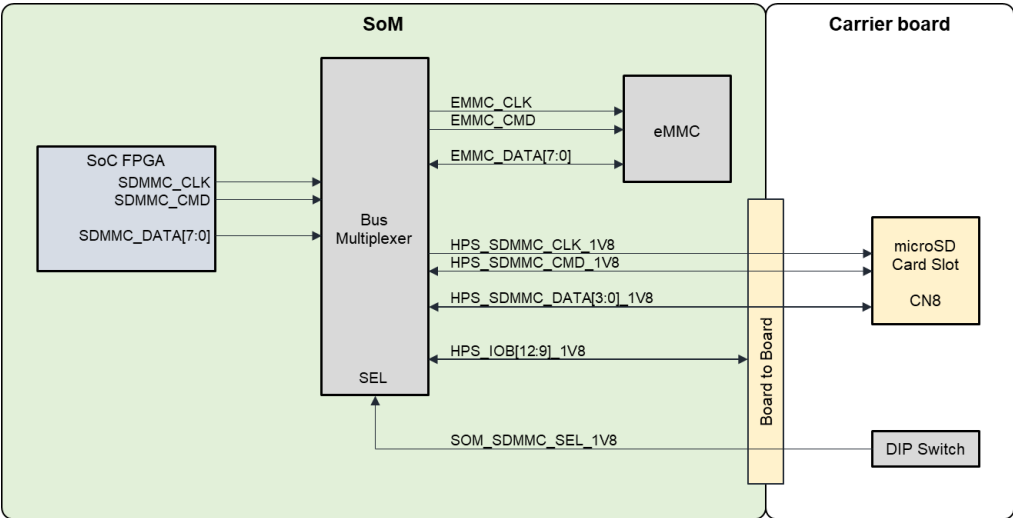 SoM
Carrier board
SoC FPGA
SDMMC_CLK
SDMMC_CMD
SDMMC_DATA[7:0]
Bus
Multiplexer
SEL
EMMC_CLK
EMMC_CMD
EMMC_DATA[7:0]
eMMC
HPS_SDMMC_CLK_1V8
HPS_SDMMC_CMD_1V8
HPS_SDMMC_DATA[3:0]_1V8
HPS_IOB[12:9]_1V8
SOM_SDMMC_SEL_1V8
Board to Board
microSD
Card Slot
CN8
DIP Switch